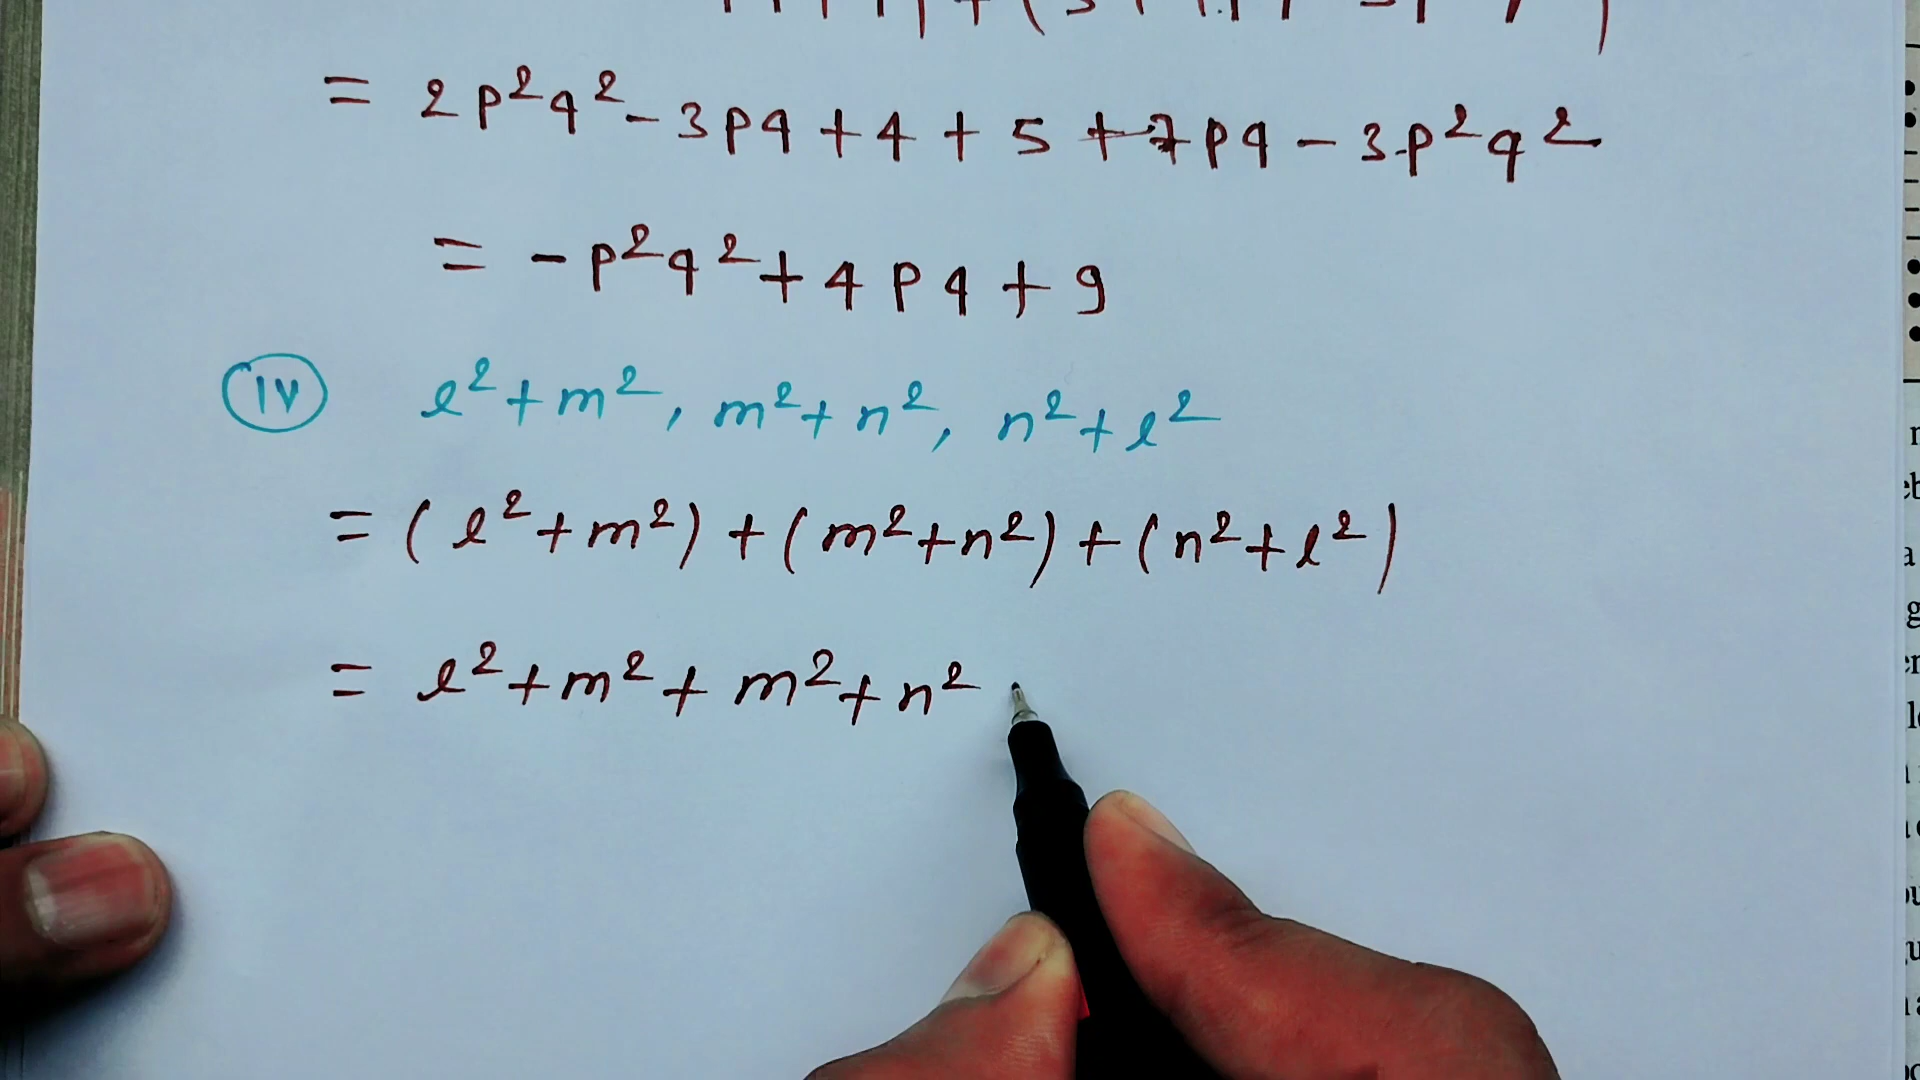 = 2p²q² - 3pq + 4 + 5 + 7pq - 3p²q²
= -p²q² + 4pq + 9
(iv) l² + m², m² + n², n² + l²
= (l² + m²) + (m² + n²) + (n² + l²)
= l² + m² + m² + n²